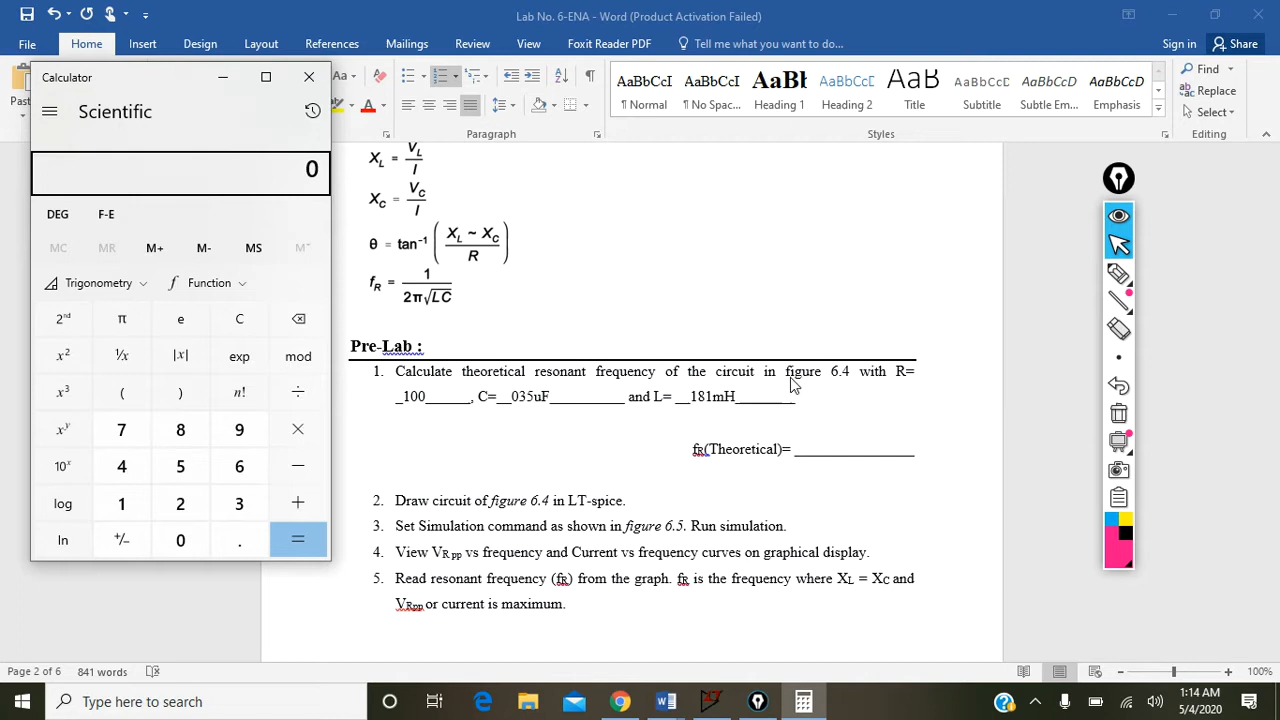 Lab No. 6-ENA - Word (Product Activation Failed)
File Home Insert Design Layout References Mailings Review View Foxit Reader PDF Tell me what you want to do... Sign in Share
Calculator
Scientific
0
DEG F-E
MC MR M+ M- MS M˅
Trigonometry f Function
2nd π e C
x² ¹/x |x| exp mod
x³ ( ) n! ÷
xʸ 7 8 9 ×
10ˣ 4 5 6 −
log 1 2 3 +
ln +/− 0 . =
Aa
Paragraph
AaBbCcI AaBbCcI AaBb AaBbCcI AaB AaBbCcI AaBbCcD AaBbCcD
¶ Normal ¶ No Spac... Heading 1 Heading 2 Title Subtitle Subtle Em... Emphasis
Styles
Find
Replace
Select
Editing
X_L = V_L / I
X_C = V_C / I
θ = tan⁻¹ ( X_L ~ X_C / R )
f_R = 1 / 2π√LC
Pre-Lab :
1. Calculate theoretical resonant frequency of the circuit in figure 6.4 with R=
_100______, C=__035uF__________ and L= __181mH________
fR(Theoretical)= ________________
2. Draw circuit of figure 6.4 in LT-spice.
3. Set Simulation command as shown in figure 6.5. Run simulation.
4. View VR pp vs frequency and Current vs frequency curves on graphical display.
5. Read resonant frequency (fR) from the graph. fR is the frequency where XL = XC and
VRpp or current is maximum.
Page 2 of 6 841 words 100%
Type here to search
1:14 AM
5/4/2020